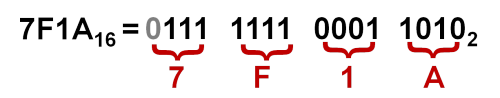 7F1A₁₆ = 0111 1111 0001 1010₂
7 F 1 A